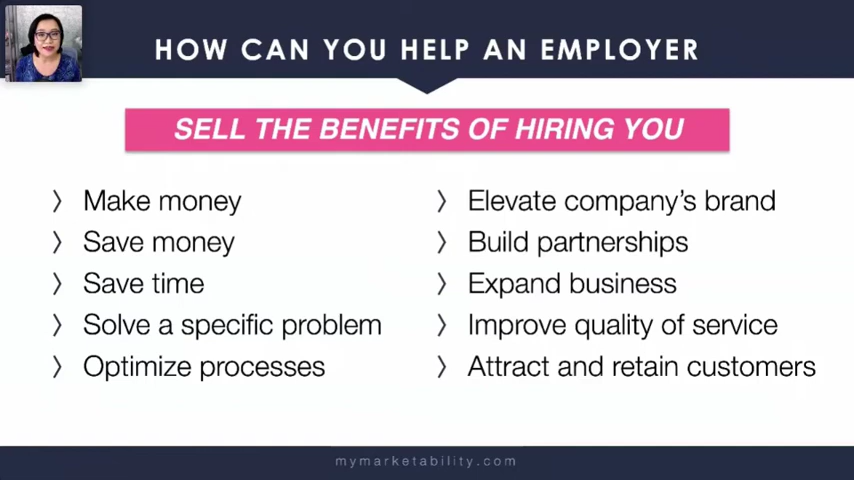 HOW CAN YOU HELP AN EMPLOYER
SELL THE BENEFITS OF HIRING YOU
〉 Make money
〉 Save money
〉 Save time
〉 Solve a specific problem
〉 Optimize processes
〉 Elevate company's brand
〉 Build partnerships
〉 Expand business
〉 Improve quality of service
〉 Attract and retain customers
mymarketability.com